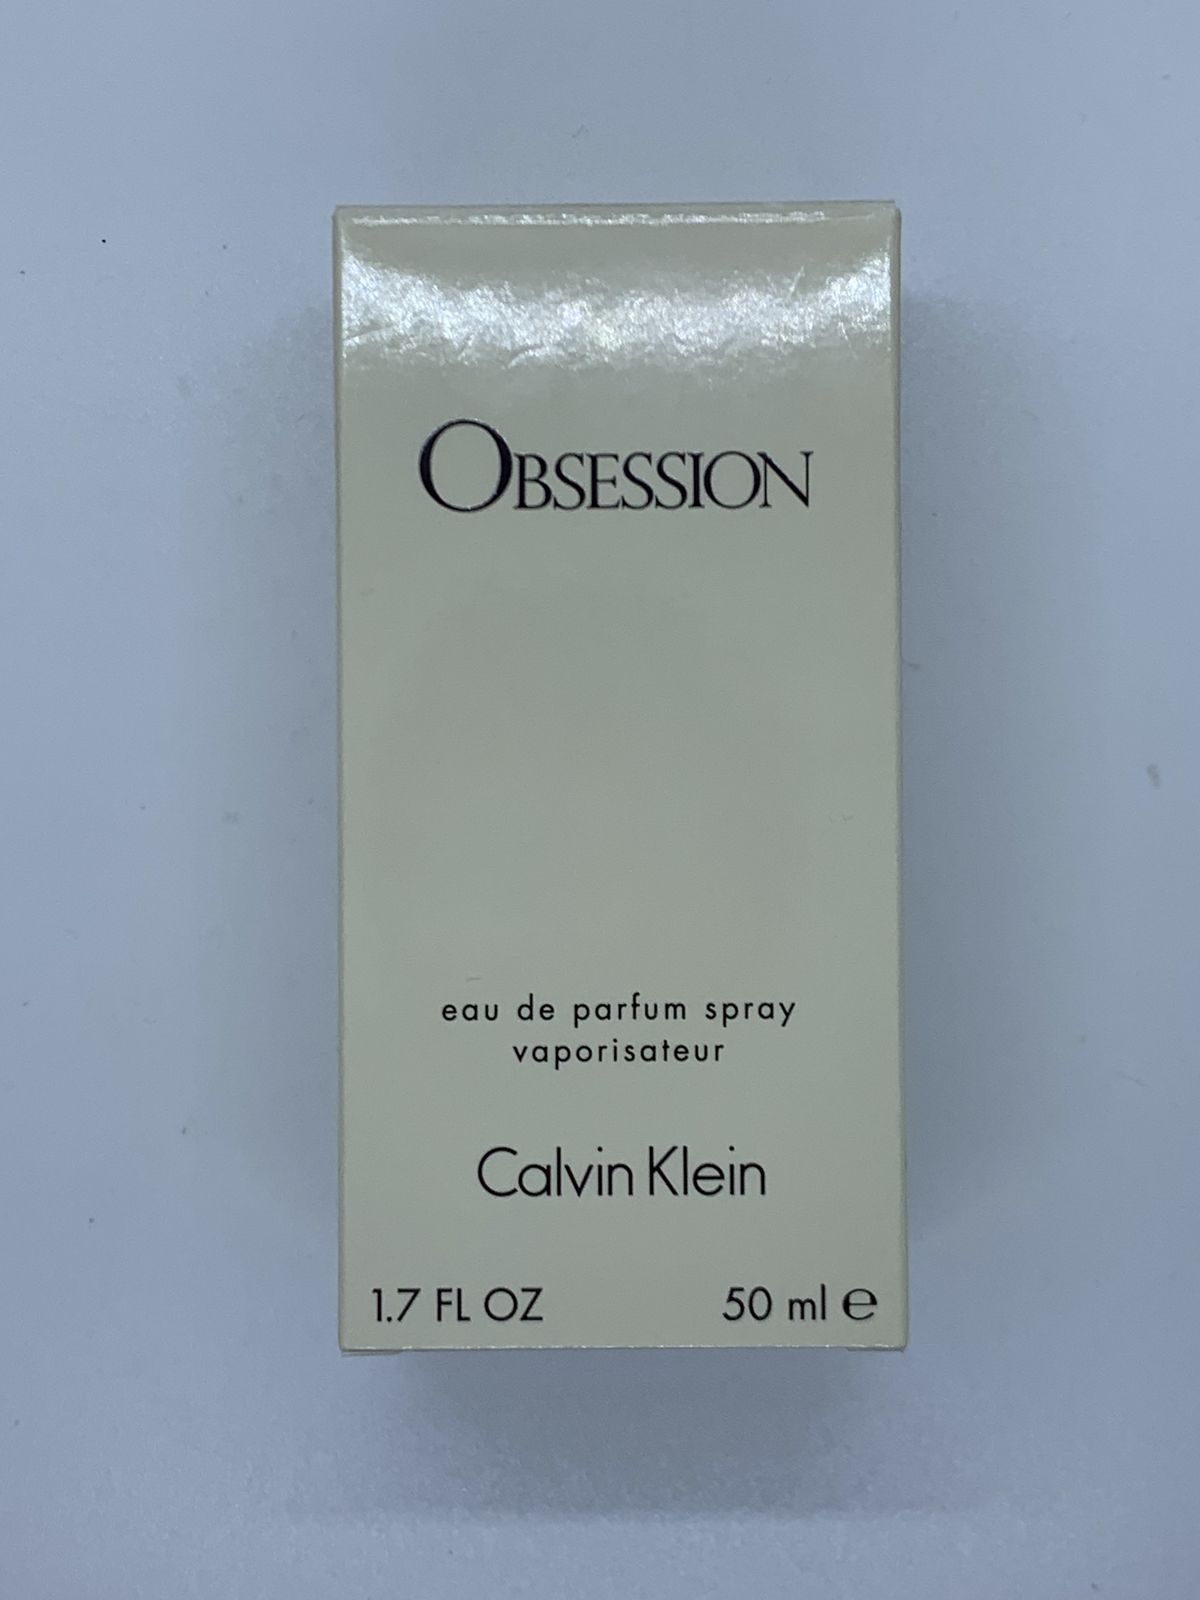 OBSESSION
eau de parfum spray
vaporisateur
Calvin Klein
1.7 FL OZ 50 ml ℮